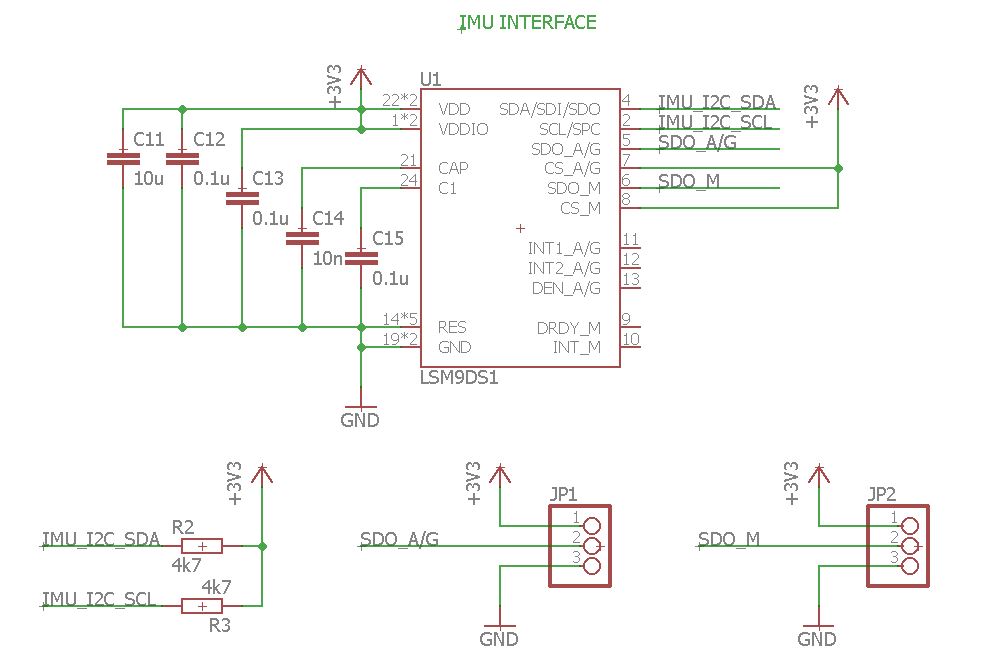 IMU INTERFACE
+3V3
U1
+3V3
22*2 VDD SDA/SDI/SDO 4 IMU_I2C_SDA
1*2 VDDIO SCL/SPC 2 IMU_I2C_SCL
SDO_A/G 5 SDO_A/G
C11 C12
21 CAP CS_A/G 7
10u 0.1u C13
24 C1 SDO_M 6 SDO_M
CS_M 8
0.1u C14
C15
INT1_A/G 11
10n
INT2_A/G 12
0.1u
DEN_A/G 13
14*5 RES DRDY_M 9
19*2 GND INT_M 10
LSM9DS1
GND
+3V3
+3V3
+3V3
JP1
JP2
IMU_I2C_SDA R2
4k7
SDO_A/G
1
2
3
SDO_M
1
2
3
4k7
IMU_I2C_SCL
R3
GND
GND